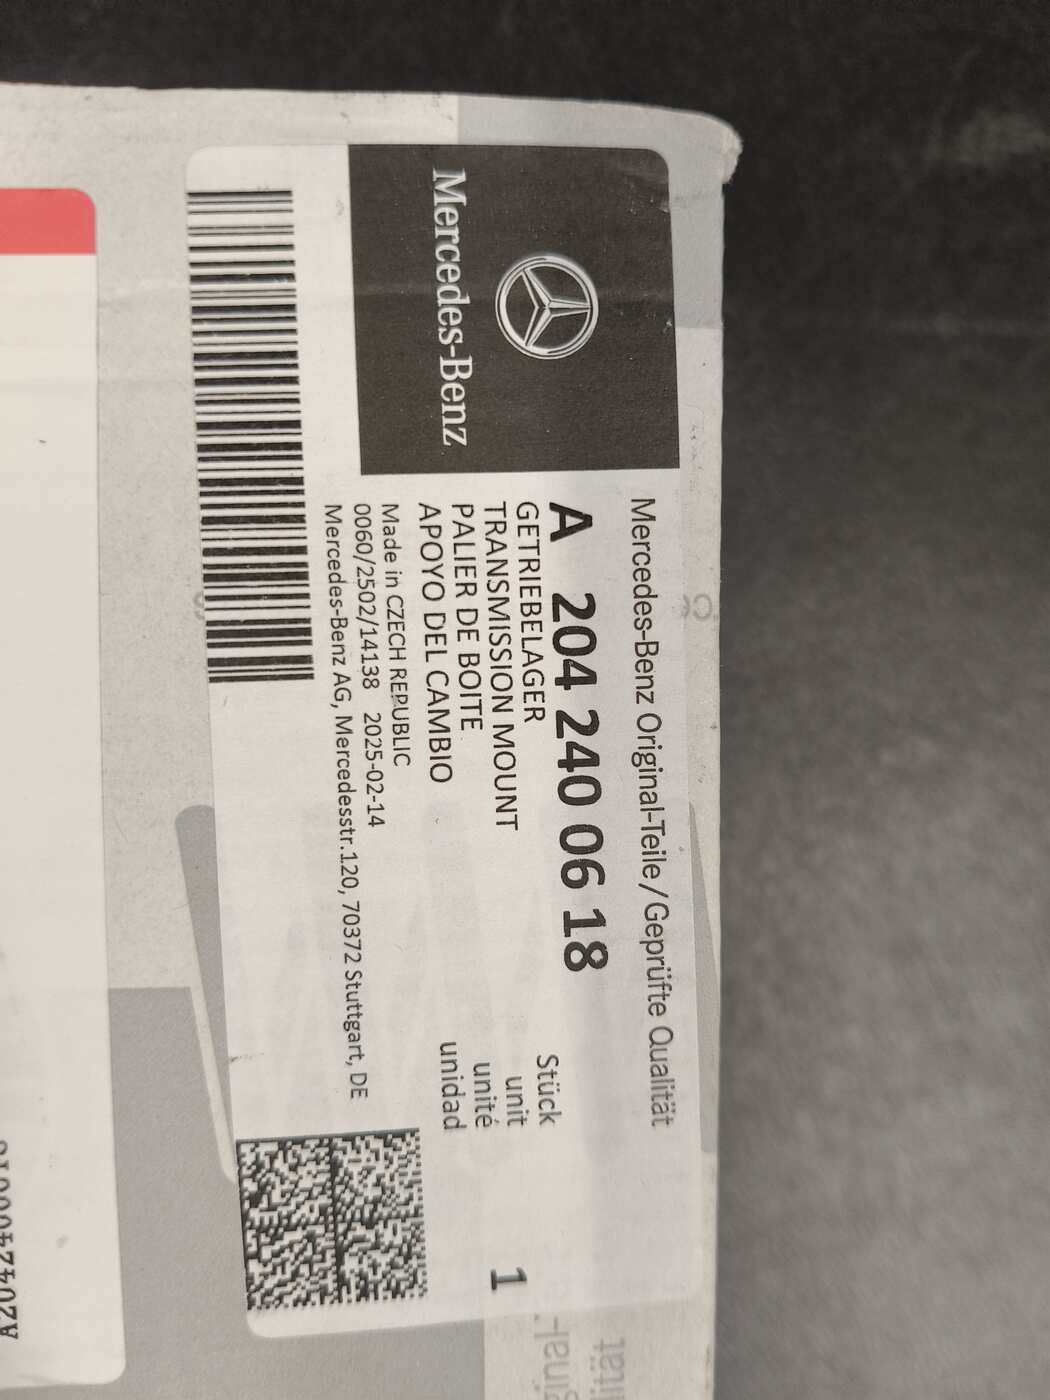 Mercedes-Benz
Mercedes-Benz Original-Teile/Geprüfte Qualität
A 204 240 06 18
GETRIEBELAGER
TRANSMISSION MOUNT
PALIER DE BOITE
APOYO DEL CAMBIO
Stück
unit
unité
unidad
1
Made in CZECH REPUBLIC
0060/2502/14138 2025-02-14
Mercedes-Benz AG, Mercedesstr.120, 70372 Stuttgart, DE